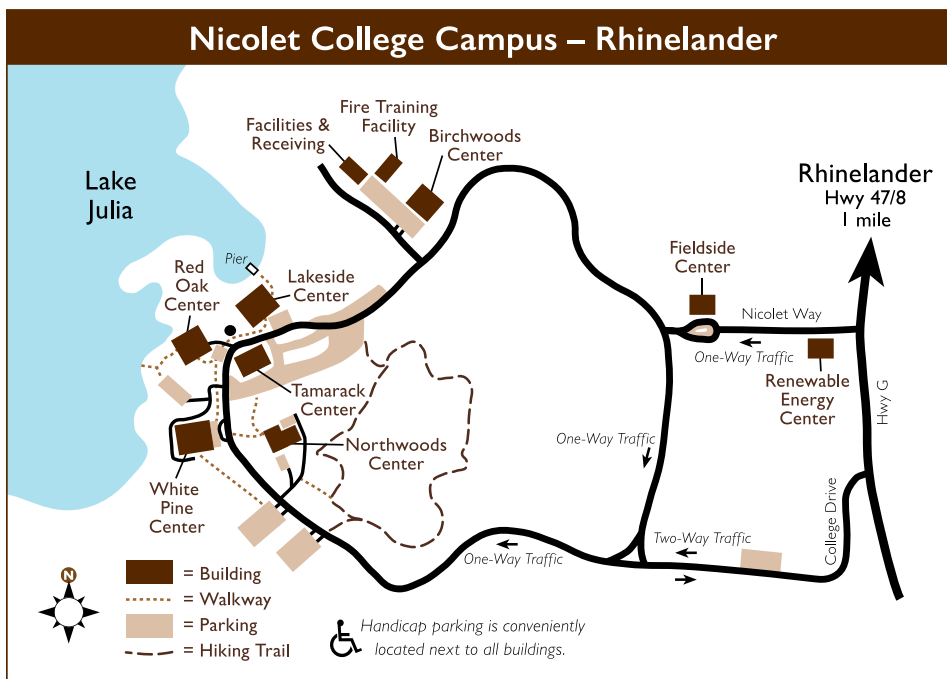 Nicolet College Campus – Rhinelander
Fire Training
Facility
Facilities &
Receiving
Birchwoods
Center
Lake
Julia
Rhinelander
Hwy 47/8
1 mile
Pier
Red
Oak
Center
Lakeside
Center
Fieldside
Center
Nicolet Way
One-Way Traffic
Renewable
Energy
Center
Hwy G
Tamarack
Center
Northwoods
Center
White
Pine
Center
One-Way Traffic
College Drive
Two-Way Traffic
One-Way Traffic
N
= Building
= Walkway
= Parking
= Hiking Trail
Handicap parking is conveniently
located next to all buildings.